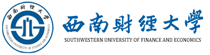 西南财经大学
SOUTHWESTERN UNIVERSITY OF FINANCE AND ECONOMICS